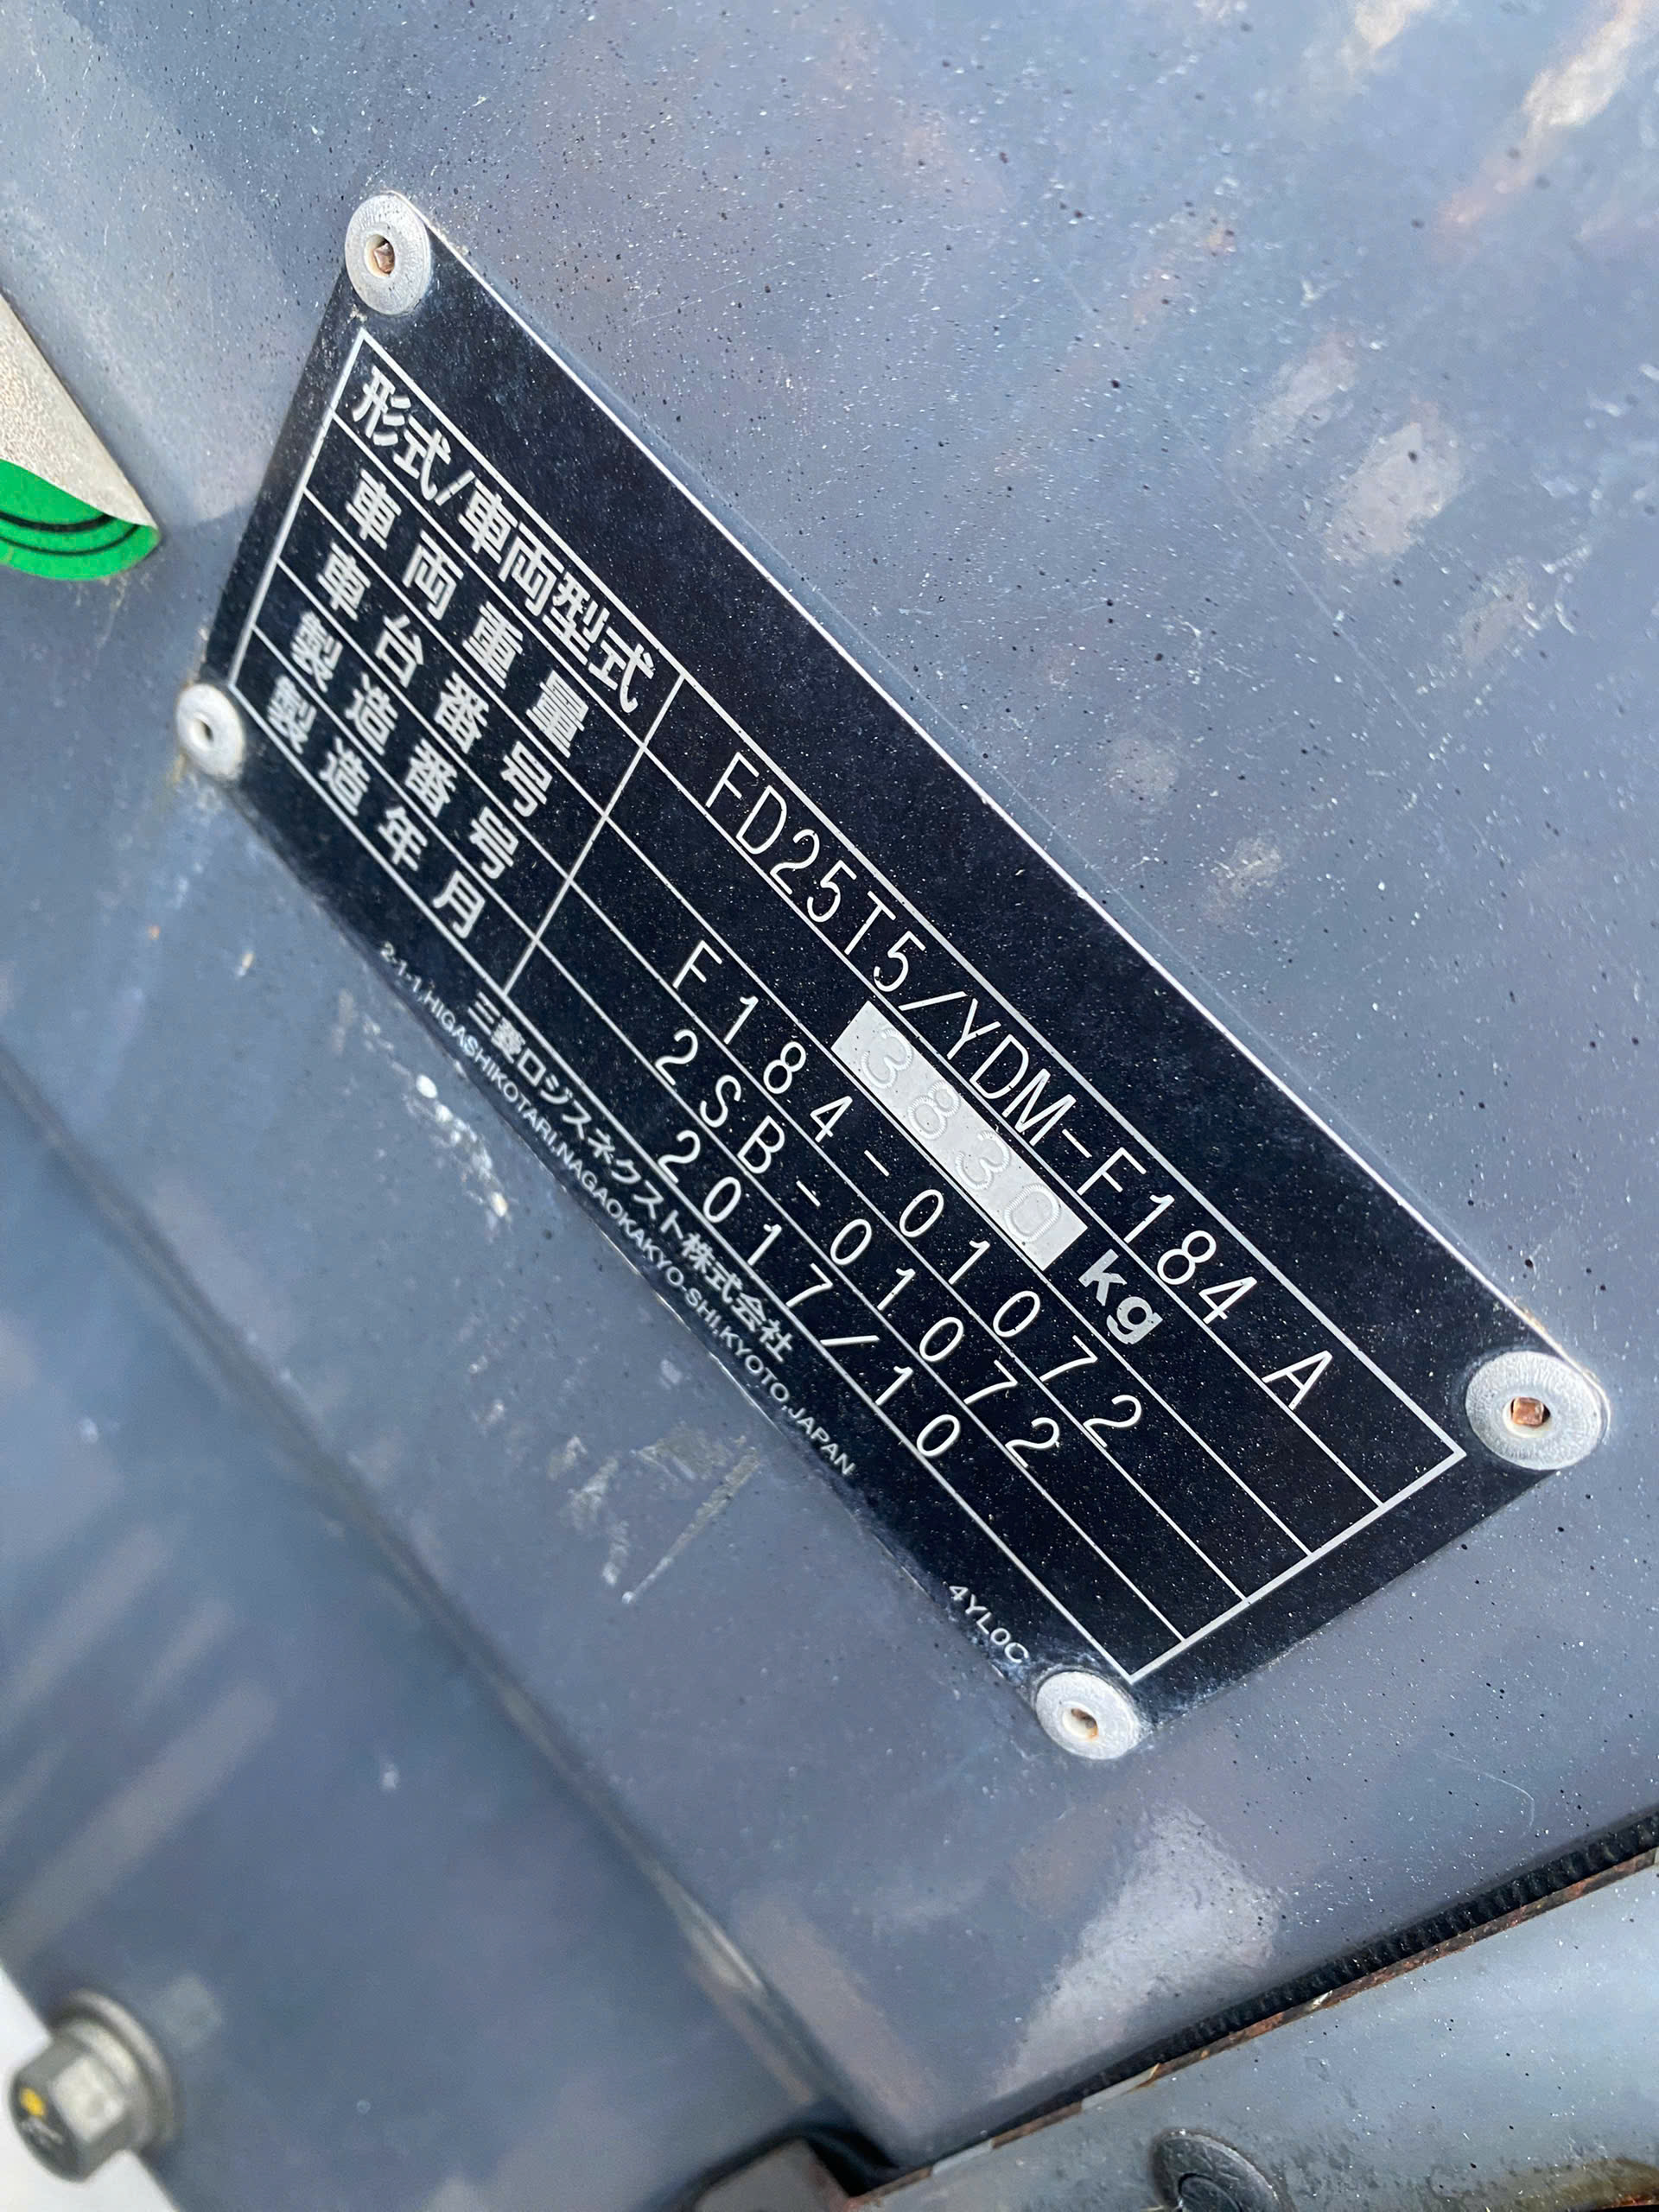 形式/車両型式 FD25T5/YDM-F184 A
車両重量 3830 kg
車台番号 F184-01072
製造番号 2SB-01072
製造年月 2017/10
三菱ロジスネクスト株式会社
2-1-1,HIGASHIKOTARI,NAGAOKAKYO-SHI,KYOTO,JAPAN
4YL0C